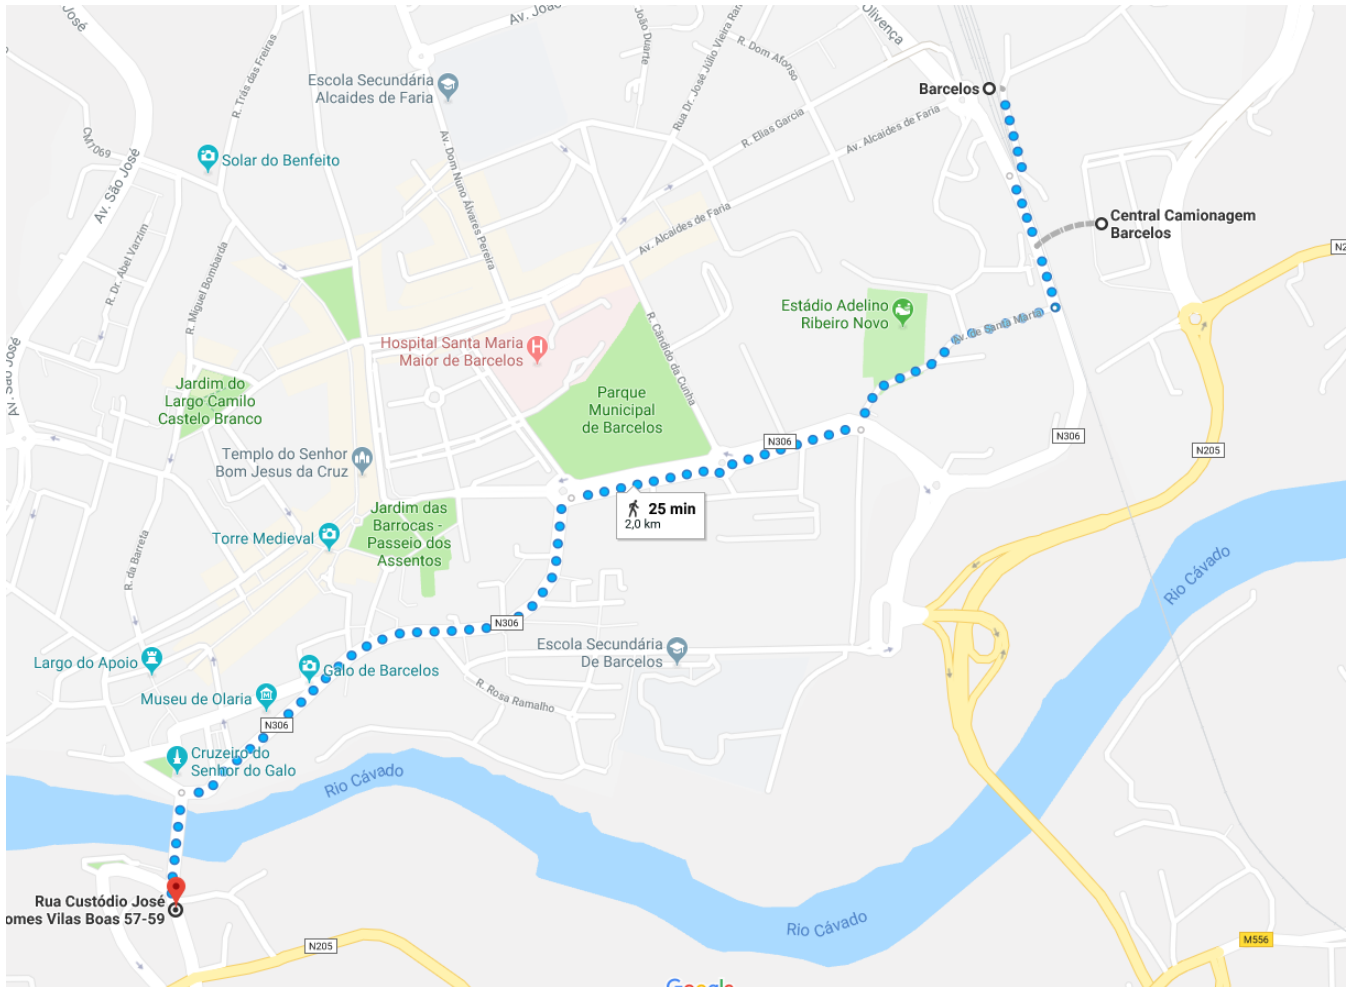 José
Av. João
Olivença
João Duarte
Rua Dr. José Júlio Vieira
R. Dom Afonso
R. Trás das Freiras
Escola Secundária
Alcaides de Faria
Barcelos
CM1069
R. Elias Garcia
Av. Alcaides de Faria
Solar do Benfeito
Av. São José
Av. Dom Nuno Álvares Pereira
Central Camionagem
Barcelos
Av. Alcaides de Faria
R. Dr. Abel Varzim
R. Miguel Bombarda
Estádio Adelino
Ribeiro Novo
Av. de Santa Marta
R. Cândido da Cunha
Hospital Santa Maria
Maior de Barcelos
Av. São José
Jardim do
Largo Camilo
Castelo Branco
Parque
Municipal
de Barcelos
N306
N306
N205
Templo do Senhor
Bom Jesus da Cruz
25 min
2,0 km
Jardim das
Barrocas -
Passeio dos
Assentos
Torre Medieval
R. da Barreta
Rio Cávado
N306
Escola Secundária
De Barcelos
Largo do Apoio
Galo de Barcelos
Museu de Olaria
R. Rosa Ramalho
N306
Cruzeiro do
Senhor do Galo
Rio Cávado
Rua Custódio José
omes Vilas Boas 57-59
Rio Cávado
N205
M556
Google